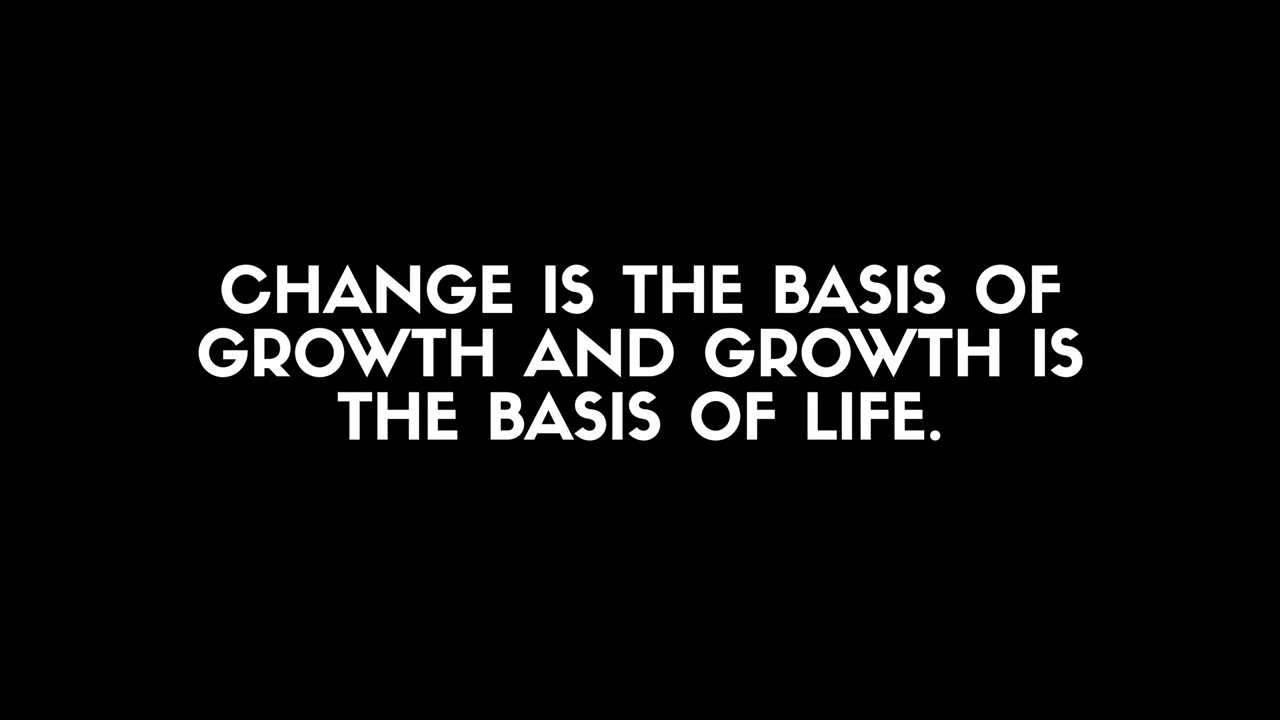 CHANGE IS THE BASIS OF
GROWTH AND GROWTH IS
THE BASIS OF LIFE.